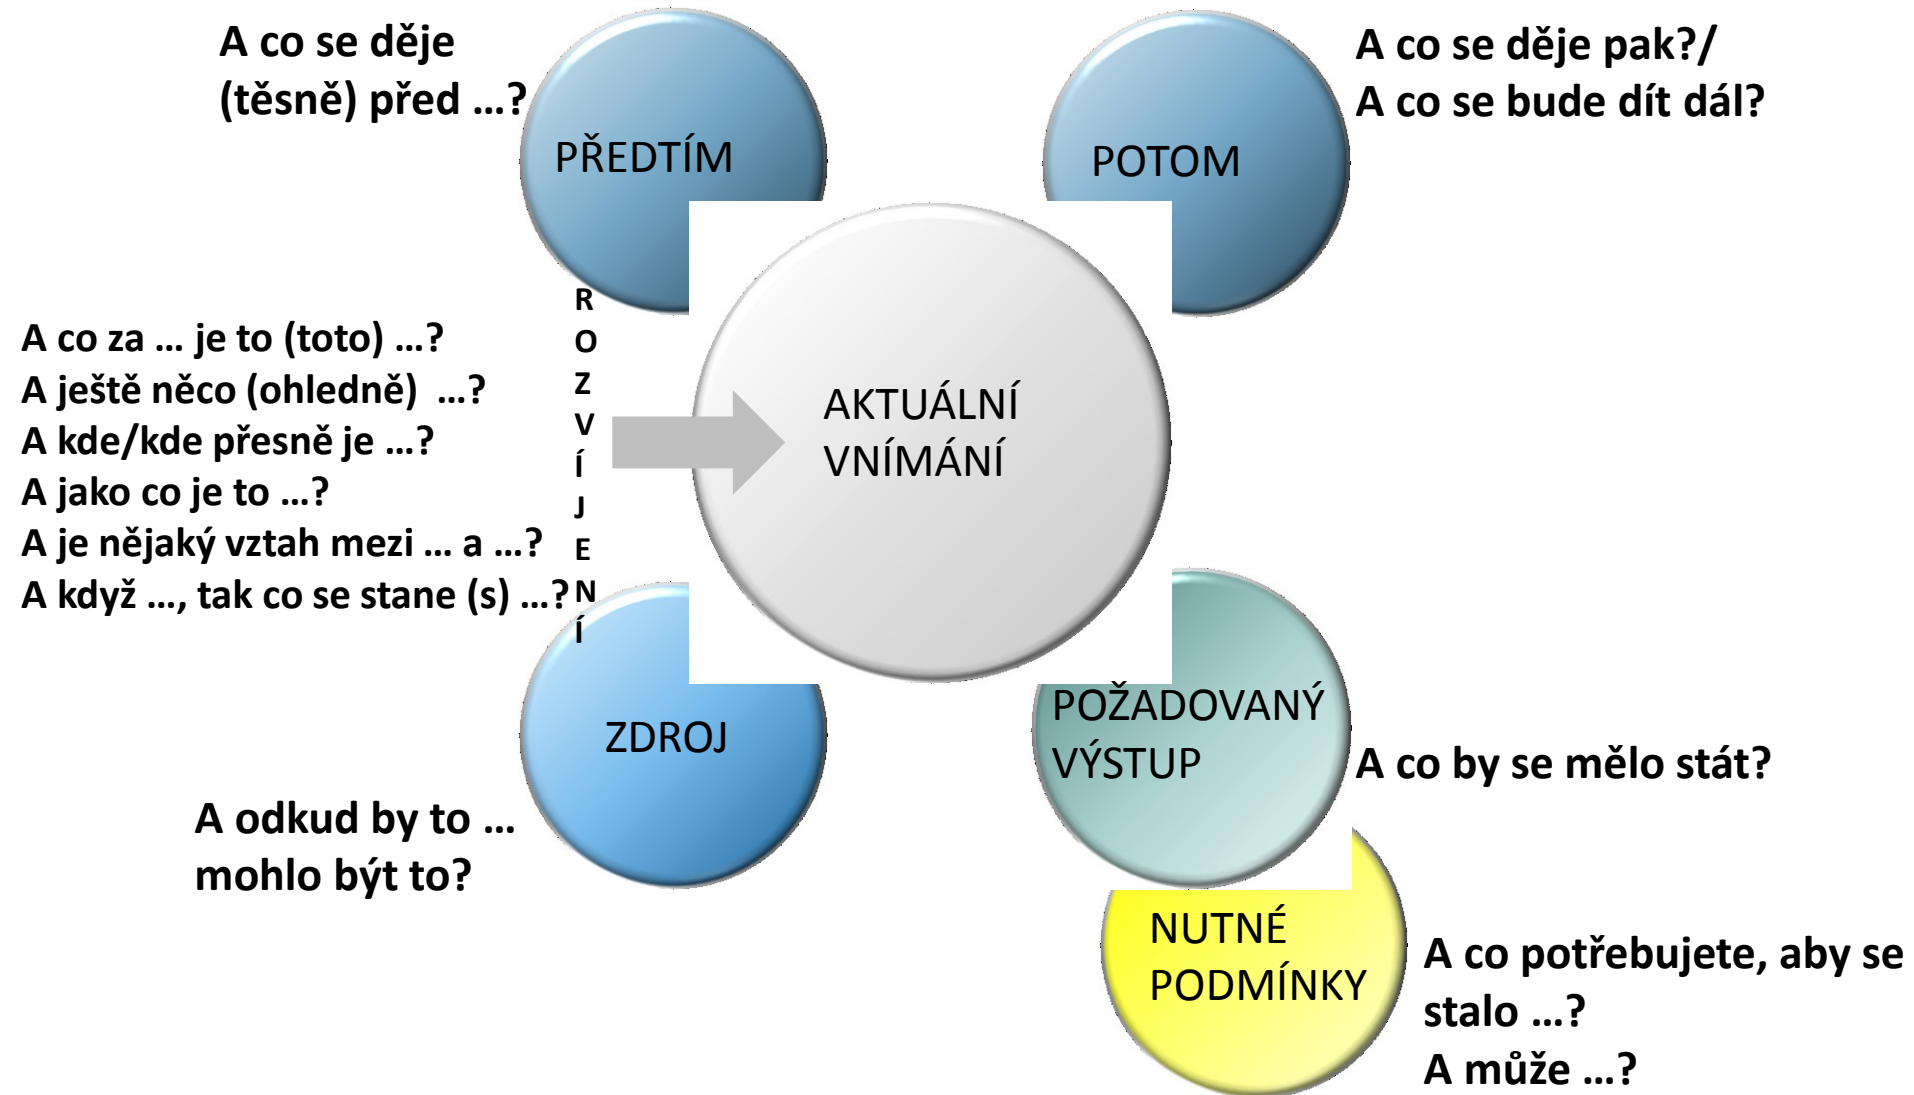 A co se děje
(těsně) před …?
PŘEDTÍM
A co se děje pak?/
A co se bude dít dál?
POTOM
A co za … je to (toto) …?
A ještě něco (ohledně) …?
A kde/kde přesně je …?
A jako co je to …?
A je nějaký vztah mezi … a …?
A když …, tak co se stane (s) …?
R
O
Z
V
Í
J
E
N
Í
AKTUÁLNÍ
VNÍMÁNÍ
ZDROJ
A odkud by to …
mohlo být to?
POŽADOVANÝ
VÝSTUP
A co by se mělo stát?
NUTNÉ
PODMÍNKY
A co potřebujete, aby se
stalo …?
A může …?